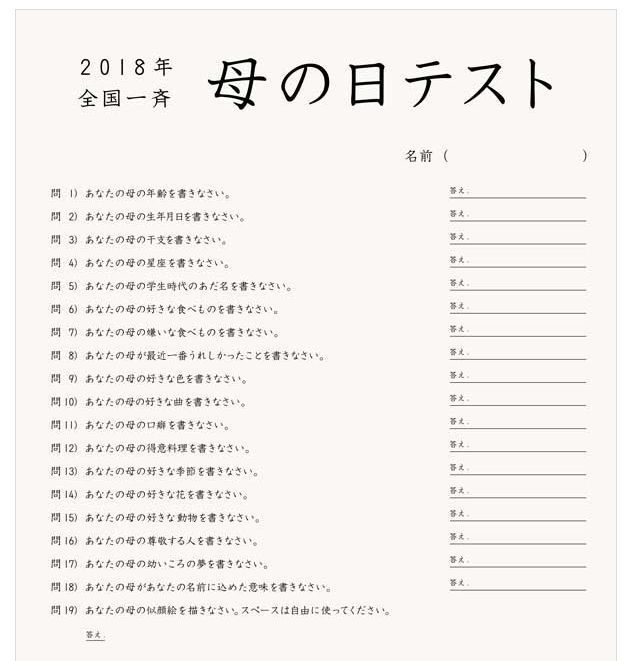 2018年
全国一斉
母の日テスト
名前（　　　　　　　　）
問 1) あなたの母の年齢を書きなさい。 答え.
問 2) あなたの母の生年月日を書きなさい。 答え.
問 3) あなたの母の干支を書きなさい。 答え.
問 4) あなたの母の星座を書きなさい。 答え.
問 5) あなたの母の学生時代のあだ名を書きなさい。 答え.
問 6) あなたの母の好きな食べものを書きなさい。 答え.
問 7) あなたの母の嫌いな食べものを書きなさい。 答え.
問 8) あなたの母が最近一番うれしかったことを書きなさい。 答え.
問 9) あなたの母の好きな色を書きなさい。 答え.
問10) あなたの母の好きな曲を書きなさい。 答え.
問11) あなたの母の口癖を書きなさい。 答え.
問12) あなたの母の得意料理を書きなさい。 答え.
問13) あなたの母の好きな季節を書きなさい。 答え.
問14) あなたの母の好きな花を書きなさい。 答え.
問15) あなたの母の好きな動物を書きなさい。 答え.
問16) あなたの母の尊敬する人を書きなさい。 答え.
問17) あなたの母の幼いころの夢を書きなさい。 答え.
問18) あなたの母があなたの名前に込めた意味を書きなさい。 答え.
問19) あなたの母の似顔絵を描きなさい。スペースは自由に使ってください。
答え.